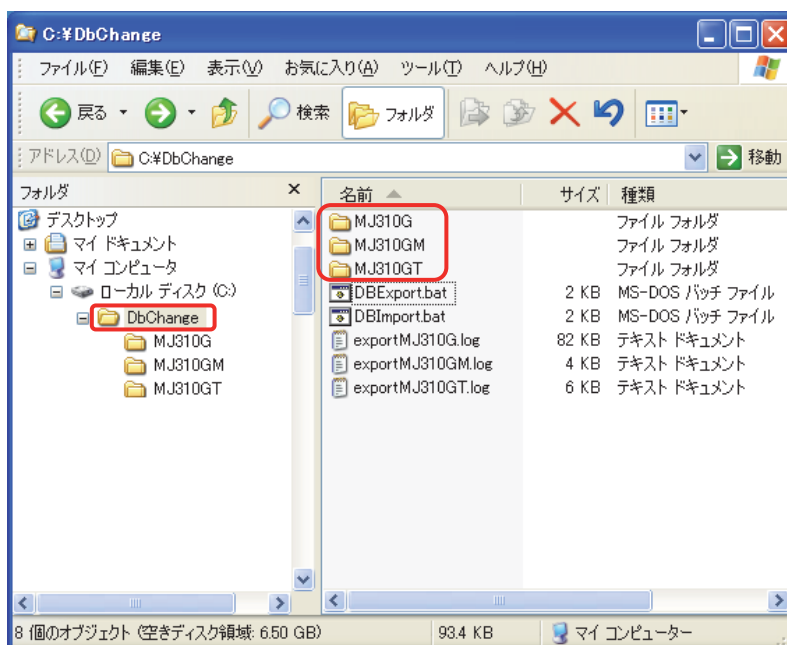 C:¥DbChange
ファイル(F) 編集(E) 表示(V) お気に入り(A) ツール(T) ヘルプ(H)
戻る 検索 フォルダ
アドレス(D) C:¥DbChange 移動
フォルダ ×
デスクトップ
マイ ドキュメント
マイ コンピュータ
ローカル ディスク (C:)
DbChange
MJ310G
MJ310GM
MJ310GT
名前 サイズ 種類
MJ310G ファイル フォルダ
MJ310GM ファイル フォルダ
MJ310GT ファイル フォルダ
DBExport.bat 2 KB MS-DOS バッチ ファイル
DBImport.bat 2 KB MS-DOS バッチ ファイル
exportMJ310G.log 82 KB テキスト ドキュメント
exportMJ310GM.log 4 KB テキスト ドキュメント
exportMJ310GT.log 6 KB テキスト ドキュメント
8 個のオブジェクト (空きディスク領域: 6.50 GB) 93.4 KB マイ コンピューター